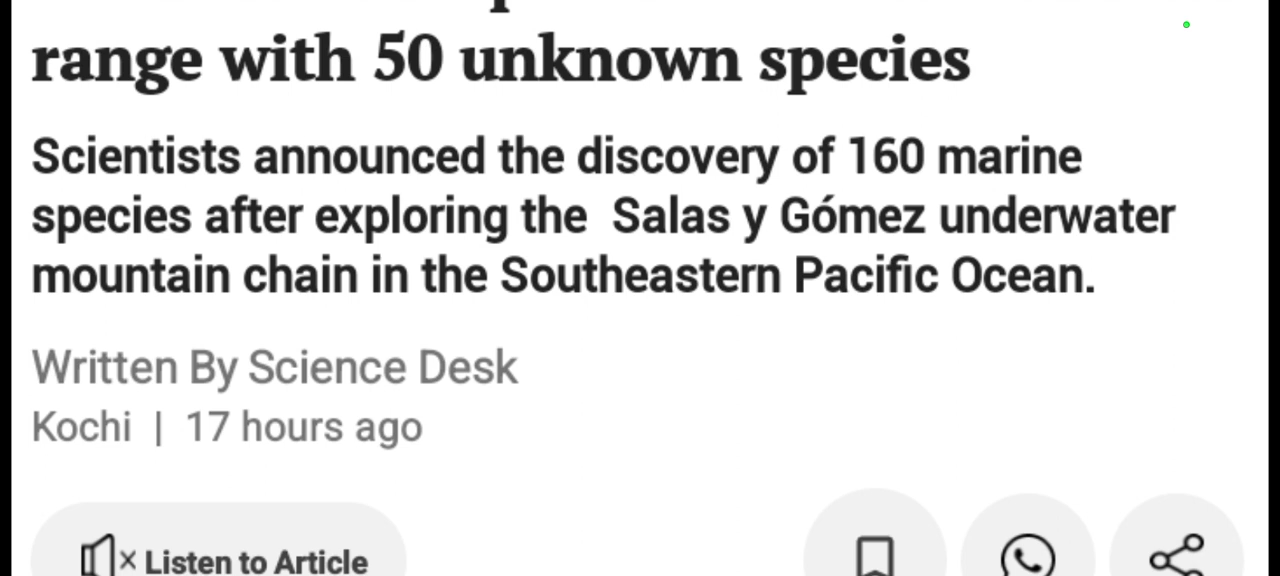 range with 50 unknown species
Scientists announced the discovery of 160 marine
species after exploring the  Salas y Gómez underwater
mountain chain in the Southeastern Pacific Ocean.
Written By Science Desk
Kochi | 17 hours ago
Listen to Article